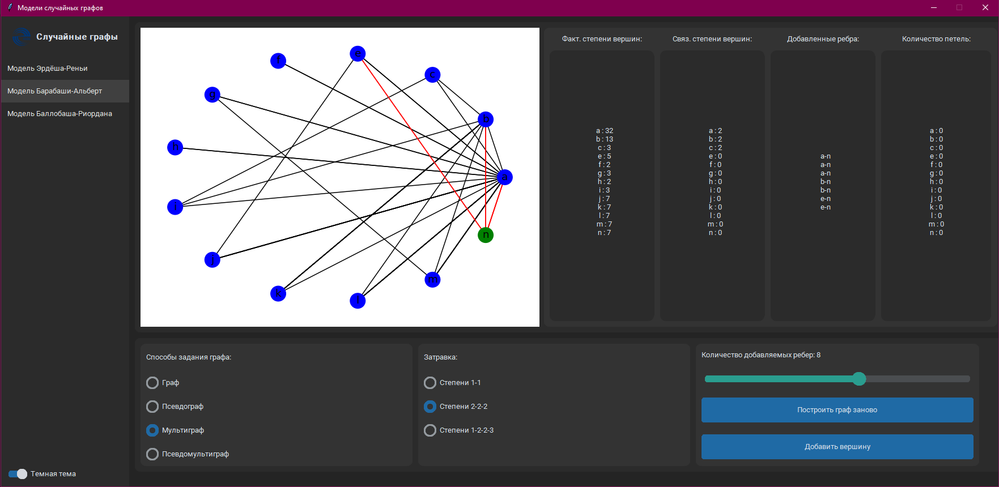 Модели случайных графов
Случайные графы
Модель Эрдёша-Реньи
Модель Барабаши-Альберт
Модель Баллобаша-Риордана
Темная тема
e
f
c
g
b
h
a
i
n
j
m
k
l
Факт. степени вершин:
a : 32
b : 13
c : 3
e : 5
f : 2
g : 3
h : 2
i : 3
j : 7
k : 7
l : 7
m : 7
n : 7
Связ. степени вершин:
a : 2
b : 2
c : 2
e : 0
f : 0
g : 0
h : 0
i : 0
j : 0
k : 0
l : 0
m : 0
n : 0
Добавленные ребра:
a-n
a-n
a-n
b-n
b-n
e-n
e-n
Количество петель:
a : 0
b : 0
c : 0
e : 0
f : 0
g : 0
h : 0
i : 0
j : 0
k : 0
l : 0
m : 0
n : 0
Способы задания графа:
Граф
Псевдограф
Мультиграф
Псевдомультиграф
Затравка:
Степени 1-1
Степени 2-2-2
Степени 1-2-2-3
Количество добавляемых ребер: 8
Построить граф заново
Добавить вершину